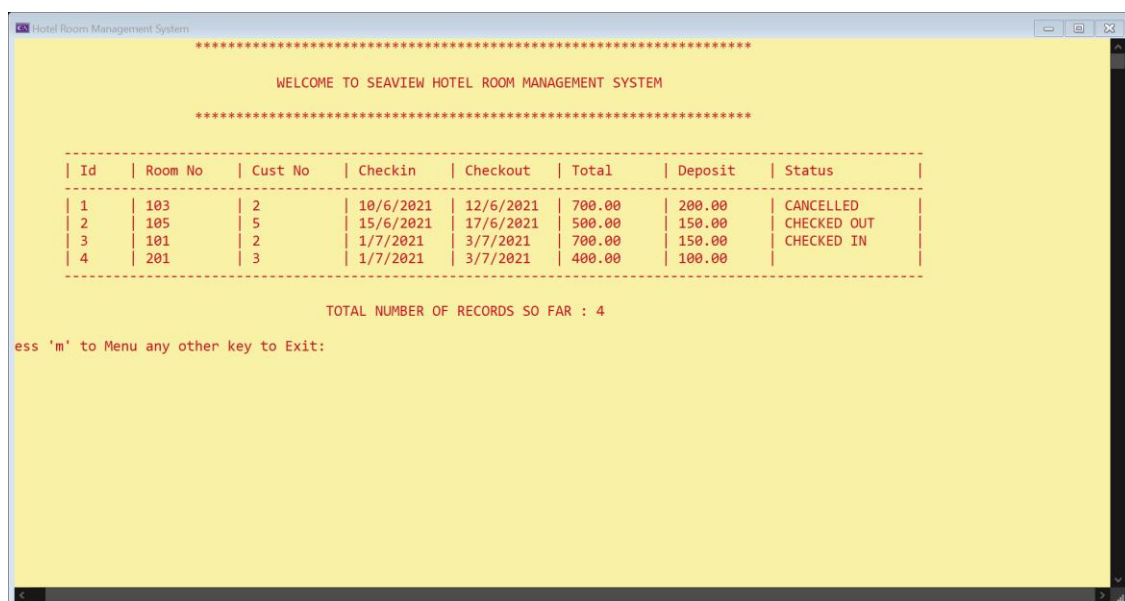 Hotel Room Management System
********************************************************************
WELCOME TO SEAVIEW HOTEL ROOM MANAGEMENT SYSTEM
********************************************************************
| Id | Room No | Cust No | Checkin | Checkout | Total | Deposit | Status |
| 1 | 103 | 2 | 10/6/2021 | 12/6/2021 | 700.00 | 200.00 | CANCELLED |
| 2 | 105 | 5 | 15/6/2021 | 17/6/2021 | 500.00 | 150.00 | CHECKED OUT |
| 3 | 101 | 2 | 1/7/2021 | 3/7/2021 | 700.00 | 150.00 | CHECKED IN |
| 4 | 201 | 3 | 1/7/2021 | 3/7/2021 | 400.00 | 100.00 | |
TOTAL NUMBER OF RECORDS SO FAR : 4
ess 'm' to Menu any other key to Exit: